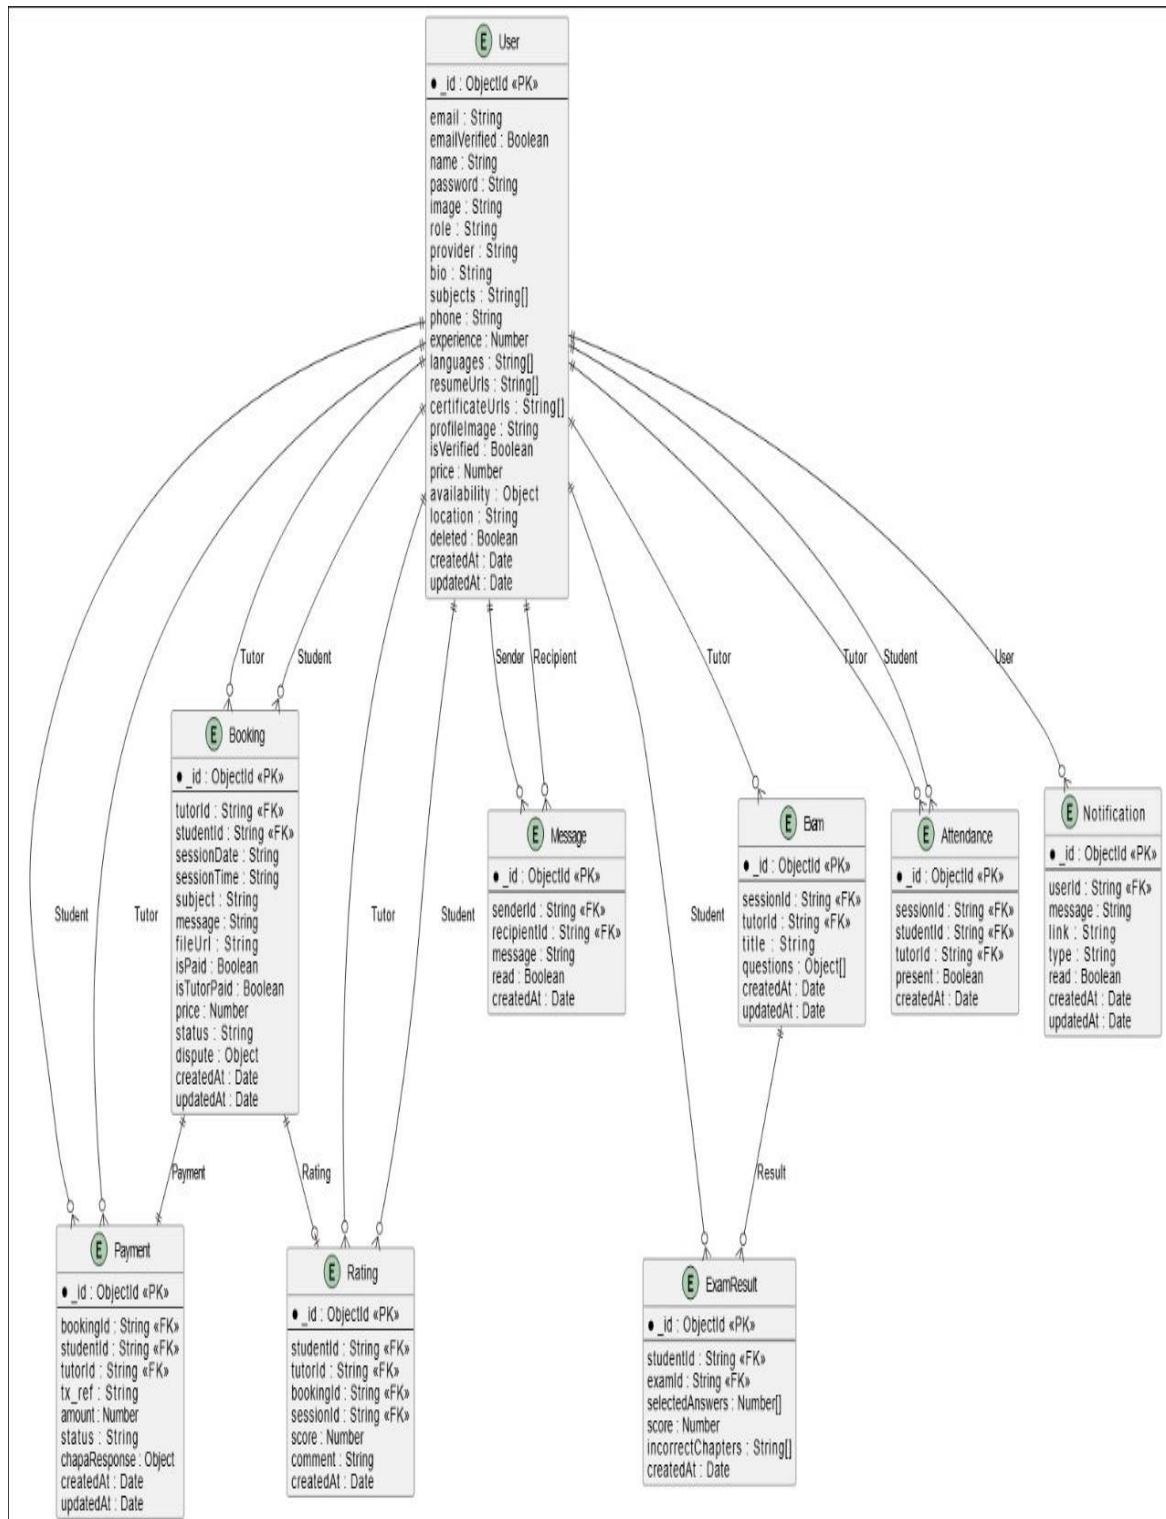 E User
_id : ObjectId «PK»
email : String
emailVerified : Boolean
name : String
password : String
image : String
role : String
provider : String
bio : String
subjects : String[]
phone : String
experience : Number
languages : String[]
resumeUrls : String[]
certificateUrls : String[]
profileImage : String
isVerified : Boolean
price : Number
availability : Object
location : String
deleted : Boolean
createdAt : Date
updatedAt : Date
Tutor
Student
Sender
Recipient
Tutor
Tutor
Student
User
E Booking
_id : ObjectId «PK»
tutorId : String «FK»
studentId : String «FK»
sessionDate : String
sessionTime : String
subject : String
message : String
fileUrl : String
isPaid : Boolean
isTutorPaid : Boolean
price : Number
status : String
dispute : Object
createdAt : Date
updatedAt : Date
E Message
_id : ObjectId «PK»
senderId : String «FK»
recipientId : String «FK»
message : String
read : Boolean
createdAt : Date
E Exam
_id : ObjectId «PK»
sessionId : String «FK»
tutorId : String «FK»
title : String
questions : Object[]
createdAt : Date
updatedAt : Date
E Attendance
_id : ObjectId «PK»
sessionId : String «FK»
studentId : String «FK»
tutorId : String «FK»
present : Boolean
createdAt : Date
E Notification
_id : ObjectId «PK»
userId : String «FK»
message : String
link : String
type : String
read : Boolean
createdAt : Date
updatedAt : Date
Student
Tutor
Tutor
Student
Student
Payment
Rating
Result
E Payment
_id : ObjectId «PK»
bookingId : String «FK»
studentId : String «FK»
tutorId : String «FK»
tx_ref : String
amount : Number
status : String
chapaResponse : Object
createdAt : Date
updatedAt : Date
E Rating
_id : ObjectId «PK»
studentId : String «FK»
tutorId : String «FK»
bookingId : String «FK»
sessionId : String «FK»
score : Number
comment : String
createdAt : Date
E ExamResult
_id : ObjectId «PK»
studentId : String «FK»
examId : String «FK»
selectedAnswers : Number[]
score : Number
incorrectChapters : String[]
createdAt : Date